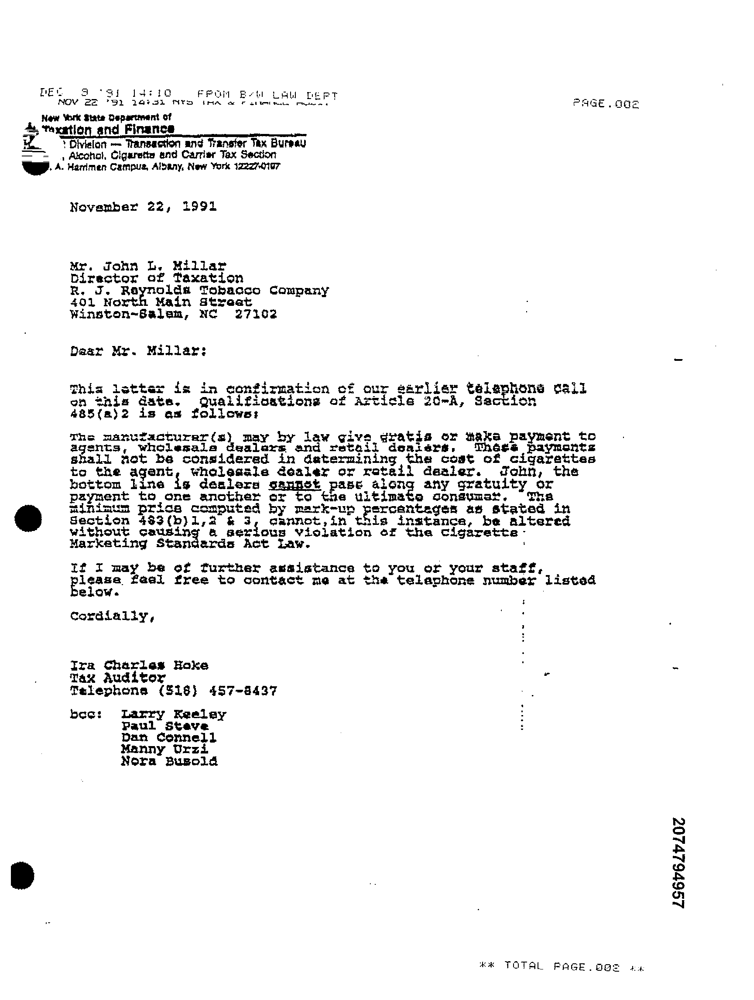 DEC 9 '91 14:10 FROM B/W LAW DEPT
NOV 22 '91 14:31 NYS
PAGE.002
New York State Department of
Taxation and Finance
Division — Transaction and Transfer Tax Bureau
, Alcohol, Cigarette and Carrier Tax Section
. A. Harriman Campus, Albany, New York 12227-0107
November 22, 1991
Mr. John L. Millar
Director of Taxation
R. J. Reynolds Tobacco Company
401 North Main Street
Winston-Salem, NC 27102
Dear Mr. Millar:
This letter is in confirmation of our earlier telephone call
on this date. Qualifications of Article 20-A, Section
485(a)2 is as follows:
The manufacturer(s) may by law give gratis or make payment to
agents, wholesale dealers and retail dealers. These payments
shall not be considered in determining the cost of cigarettes
to the agent, wholesale dealer or retail dealer. John, the
bottom line is dealers cannot pass along any gratuity or
payment to one another or to the ultimate consumer. The
minimum price computed by mark-up percentages as stated in
Section 483(b)1,2 & 3, cannot, in this instance, be altered
without causing a serious violation of the Cigarette
Marketing Standards Act Law.
If I may be of further assistance to you or your staff,
please feel free to contact me at the telephone number listed
below.
Cordially,
Ira Charles Hoke
Tax Auditor
Telephone (518) 457-8437
bcc: Larry Keeley
Paul Steve
Dan Connell
Manny Urzi
Nora Busold
2074794957
** TOTAL PAGE.002 **